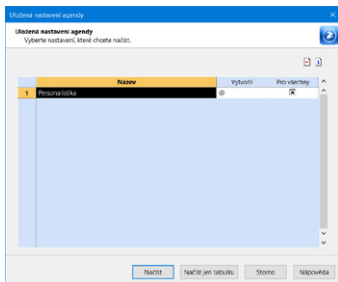 Uložená nastavení agendy
Uložená nastavení agendy
Vyberte nastavení, které chcete načíst.
Název Vytvořil Pro všechny
1 Personalistika @
Načíst Načíst jen tabulku Storno Nápověda